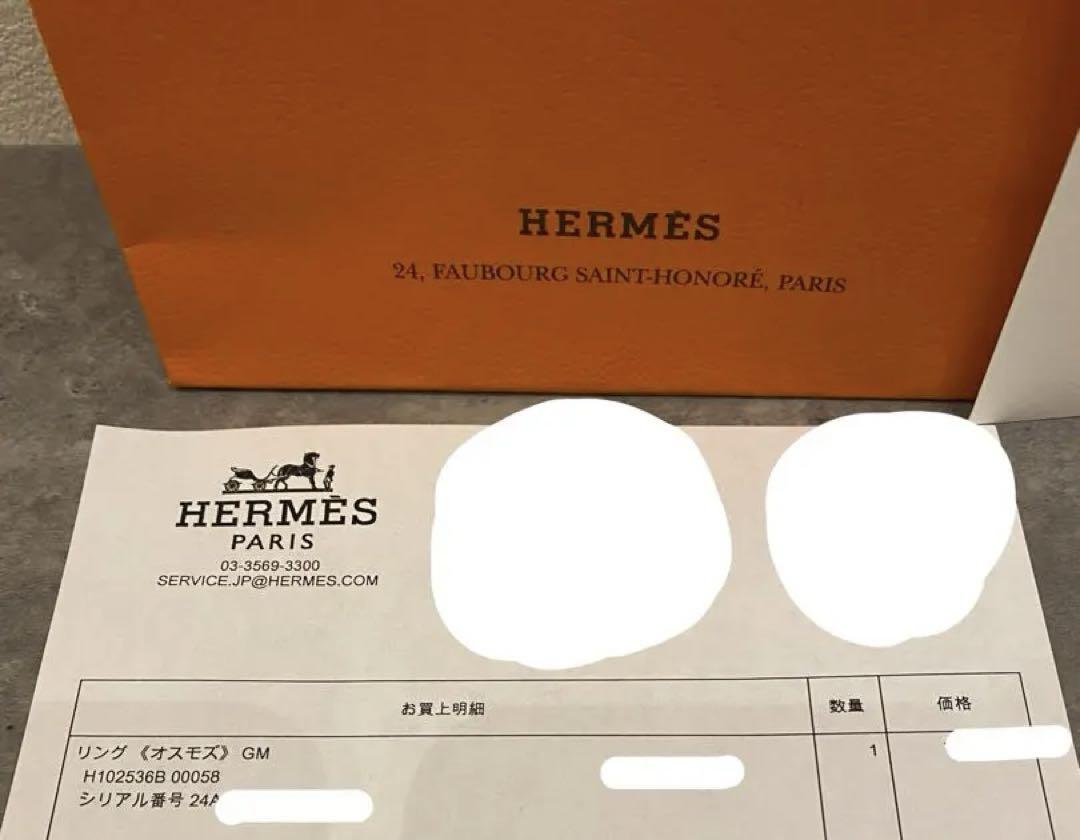 HERMÈS
24, FAUBOURG SAINT-HONORÉ, PARIS
HERMÈS
PARIS
03-3569-3300
SERVICE.JP@HERMES.COM
お買上明細 数量 価格
リング 《オスモズ》 GM 1
H102536B 00058
シリアル番号 24A